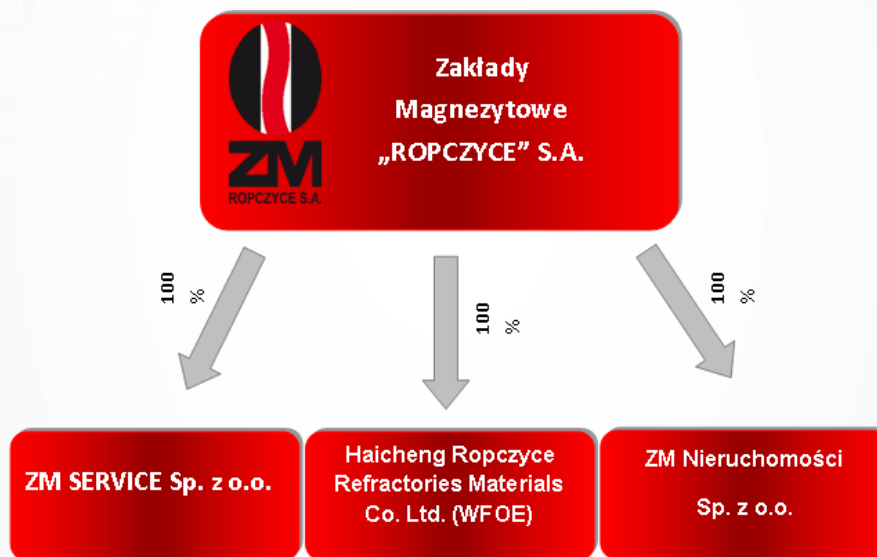 Zakłady
Magnezytowe
„ROPCZYCE” S.A.
ZM
ROPCZYCE S.A.
100
%
100
%
100
%
ZM SERVICE Sp. z o.o.
Haicheng Ropczyce
Refractories Materials
Co. Ltd. (WFOE)
ZM Nieruchomości
Sp. z o.o.